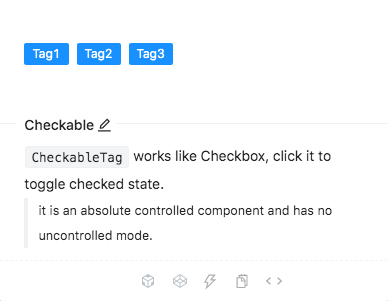 Tag1 Tag2 Tag3
Checkable
CheckableTag works like Checkbox, click it to
toggle checked state.
it is an absolute controlled component and has no
uncontrolled mode.